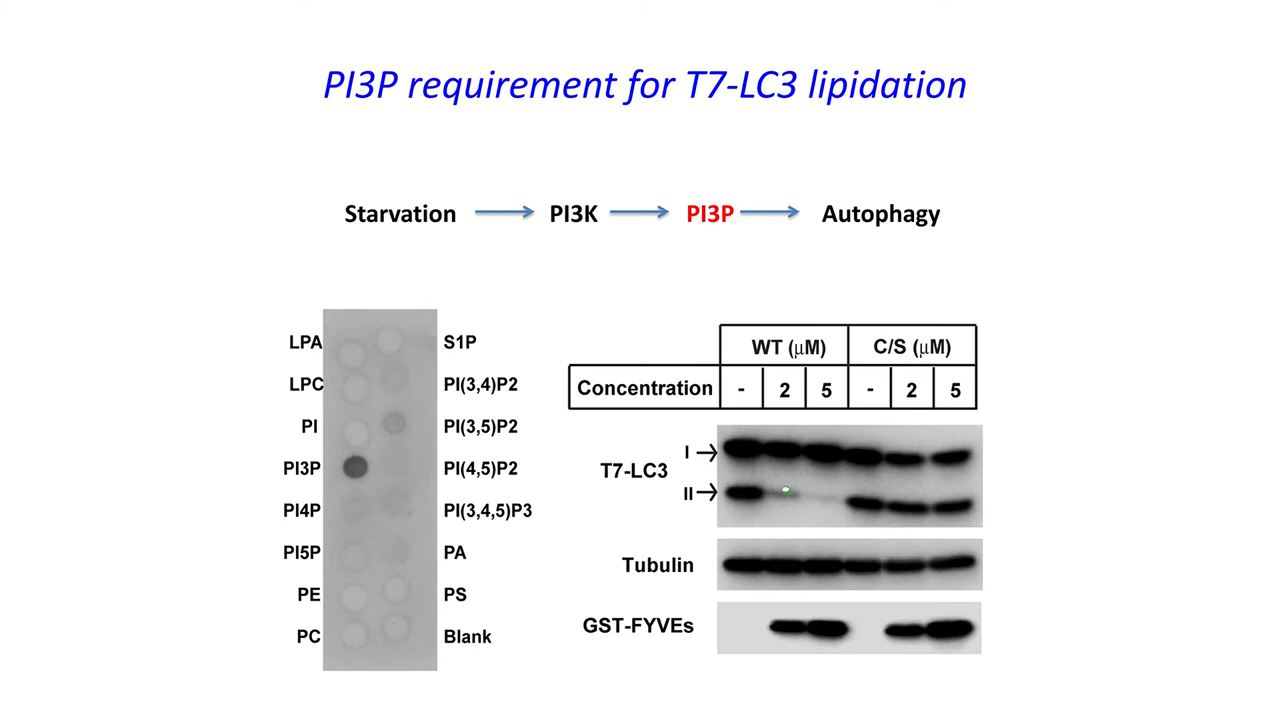 PI3P requirement for T7-LC3 lipidation
Starvation PI3K PI3P Autophagy
LPA S1P
LPC PI(3,4)P2
PI PI(3,5)P2
PI3P PI(4,5)P2
PI4P PI(3,4,5)P3
PI5P PA
PE PS
PC Blank
WT (μM) C/S (μM)
Concentration - 2 5 - 2 5
I
T7-LC3
II
Tubulin
GST-FYVEs